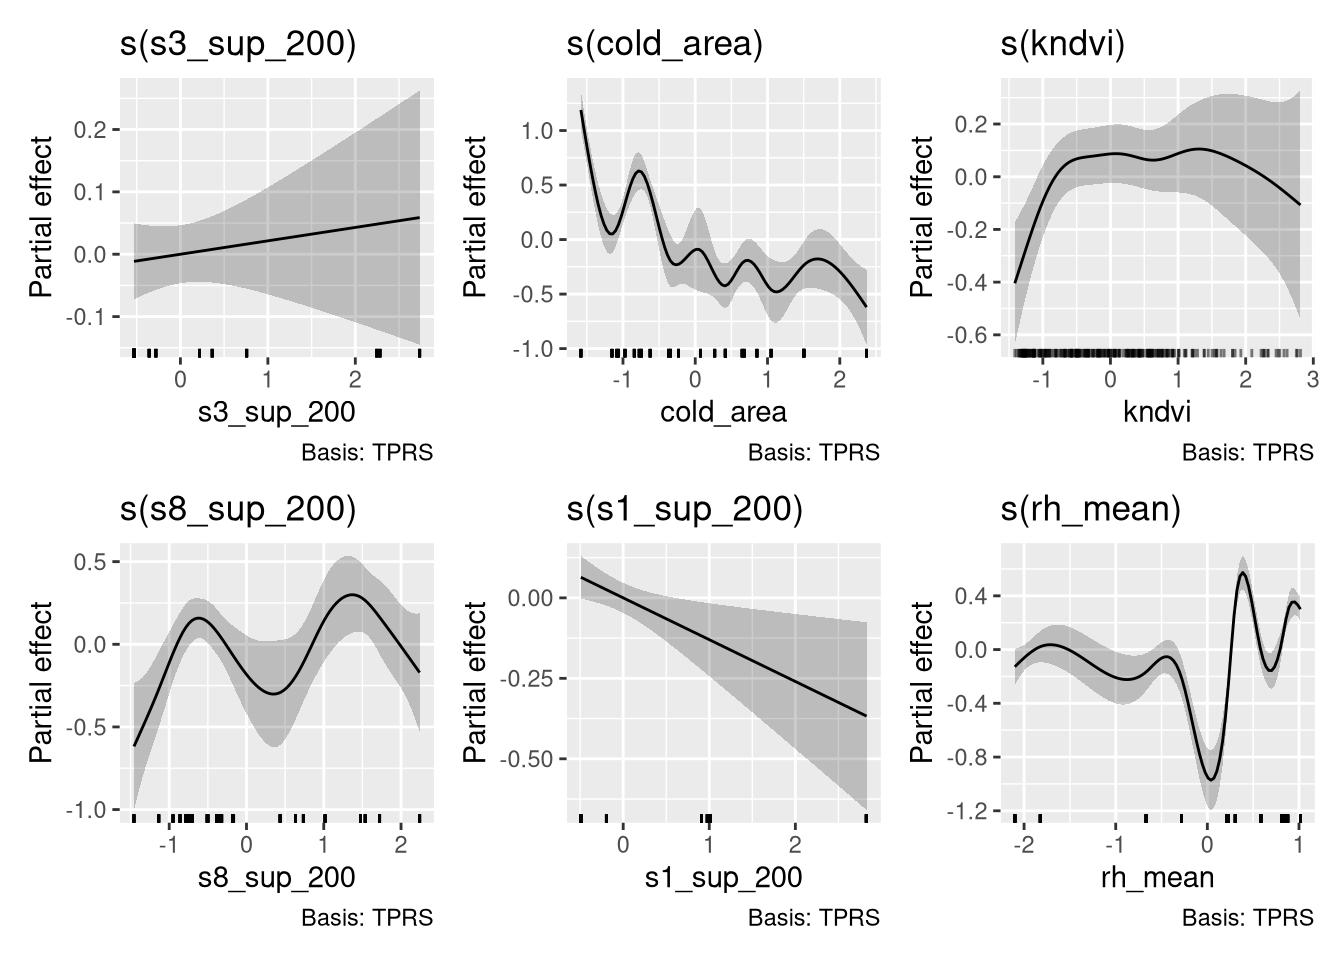 s(s3_sup_200)
Partial effect
0.2
0.1
0.0
-0.1
0 1 2
s3_sup_200
Basis: TPRS
s(cold_area)
Partial effect
1.0
0.5
0.0
-0.5
-1.0
-1 0 1 2
cold_area
Basis: TPRS
s(kndvi)
Partial effect
0.2
0.0
-0.2
-0.4
-0.6
-1 0 1 2 3
kndvi
Basis: TPRS
s(s8_sup_200)
Partial effect
0.5
0.0
-0.5
-1.0
-1 0 1 2
s8_sup_200
Basis: TPRS
s(s1_sup_200)
Partial effect
0.00
-0.25
-0.50
0 1 2
s1_sup_200
Basis: TPRS
s(rh_mean)
Partial effect
0.4
0.0
-0.4
-0.8
-1.2
-2 -1 0 1
rh_mean
Basis: TPRS